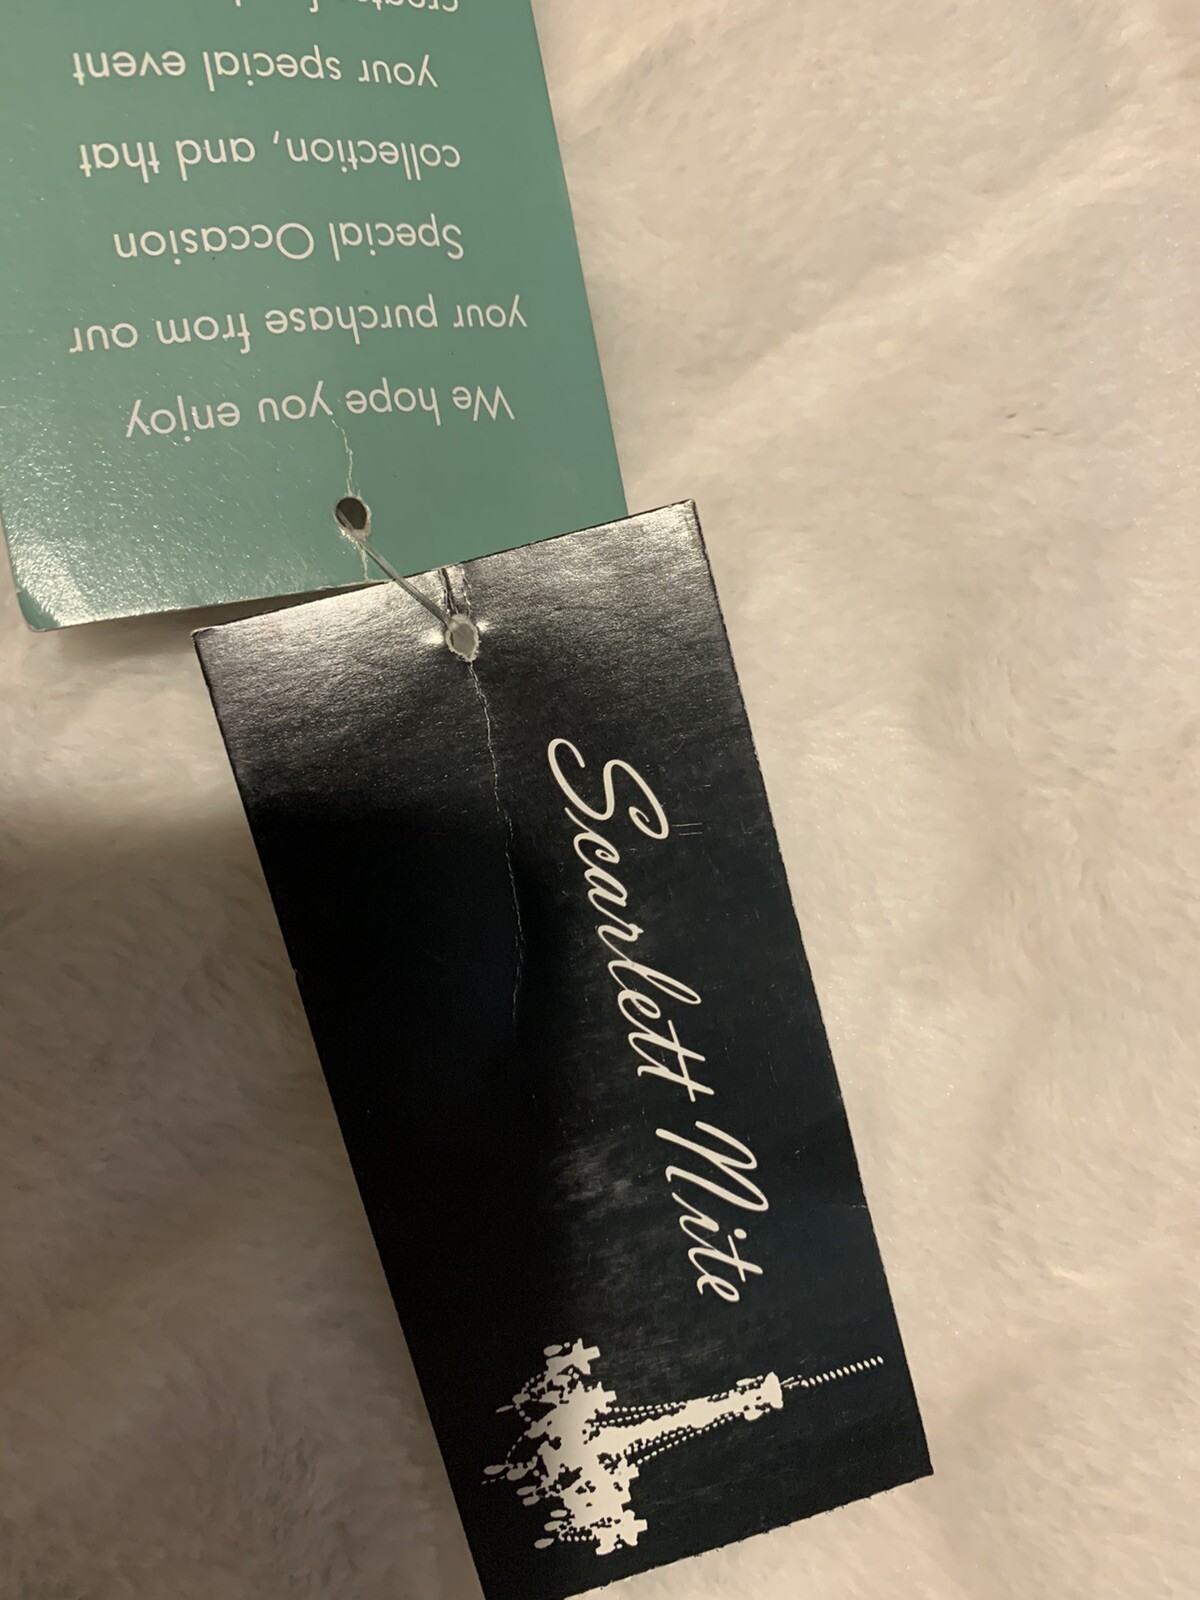 We hope you enjoy
your purchase from our
Special Occasion
collection, and that
your special event
Scarlett Nite